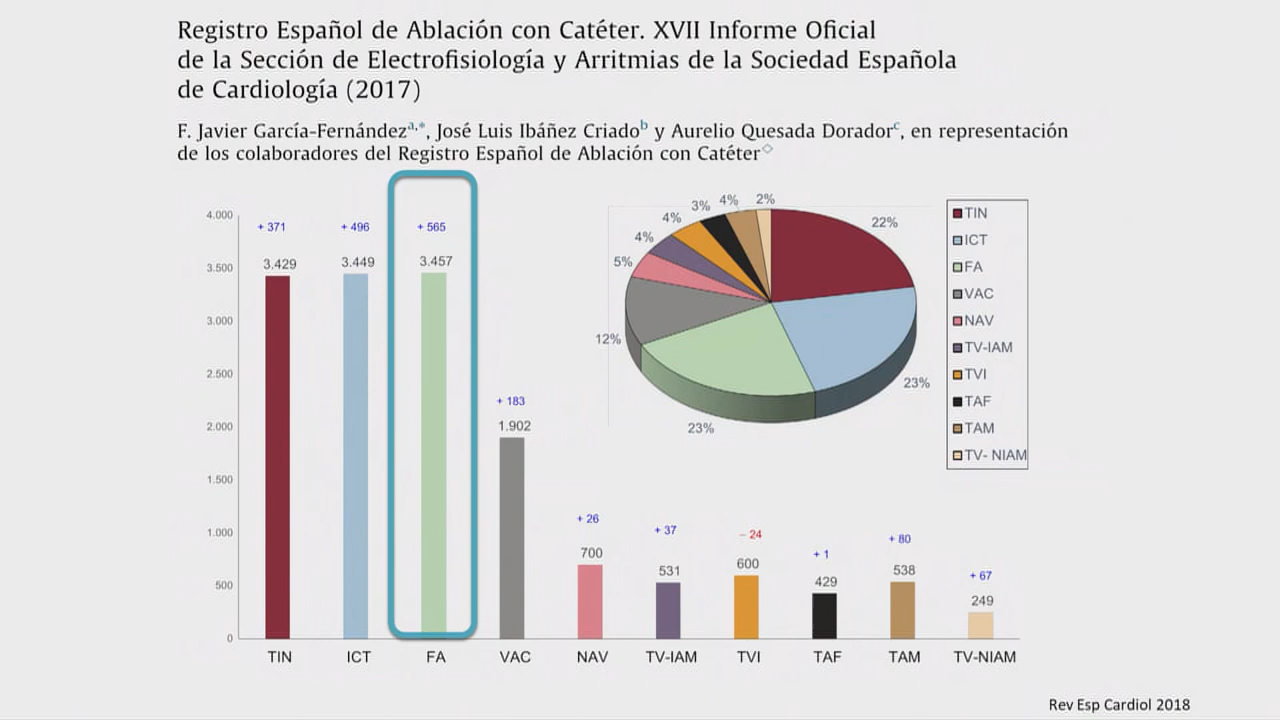 Registro Español de Ablación con Catéter. XVII Informe Oficial
de la Sección de Electrofisiología y Arritmias de la Sociedad Española
de Cardiología (2017)
F. Javier García-Fernández a,*, José Luis Ibáñez Criado b y Aurelio Quesada Dorador c, en representación
de los colaboradores del Registro Español de Ablación con Catéter◇
4.000
3.500
3.000
2.500
2.000
1.500
1.000
500
0
+ 371
+ 496
+ 565
+ 183
+ 26
+ 37
− 24
+ 1
+ 80
+ 67
3.429
3.449
3.457
1.902
700
531
600
429
538
249
TIN
ICT
FA
VAC
NAV
TV-IAM
TVI
TAF
TAM
TV-NIAM
22%
23%
23%
12%
5%
4%
4%
3%
4%
2%
TIN
ICT
FA
VAC
NAV
TV-IAM
TVI
TAF
TAM
TV- NIAM
Rev Esp Cardiol 2018